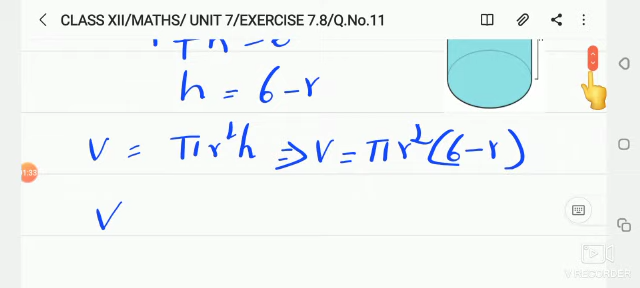 CLASS XII/MATHS/ UNIT 7/EXERCISE 7.8/Q.No.11
h = 6 - r
V = πr²h ⇒ V = πr²(6 - r)
1:33
V
V RECORDER